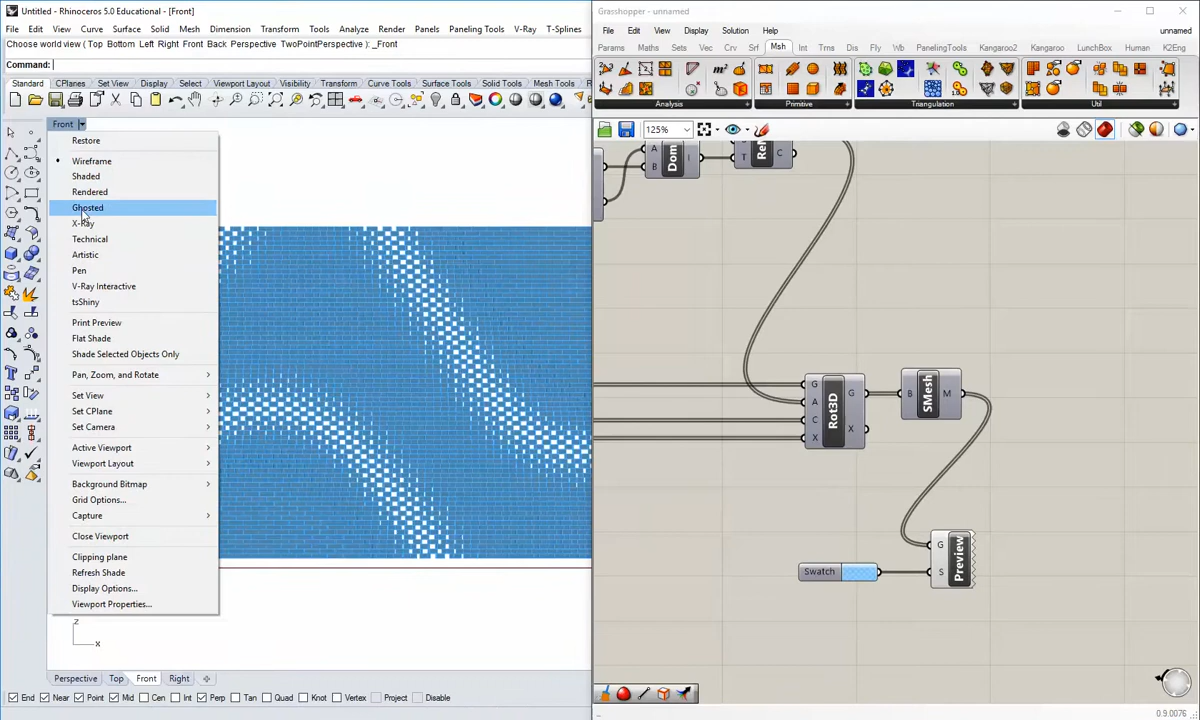 Untitled - Rhinoceros 5.0 Educational - [Front]
File Edit View Curve Surface Solid Mesh Dimension Transform Tools Analyze Render Panels Paneling Tools V-Ray T-Splines
Choose world view ( Top Bottom Left Right Front Back Perspective TwoPointPerspective ): _Front
Command:
Standard CPlanes Set View Display Select Viewport Layout Visibility Transform Curve Tools Surface Tools Solid Tools Mesh Tools
Front
Restore
Wireframe
Shaded
Rendered
Ghosted
X-Ray
Technical
Artistic
Pen
V-Ray Interactive
tsShiny
Print Preview
Flat Shade
Shade Selected Objects Only
Pan, Zoom, and Rotate
Set View
Set CPlane
Set Camera
Active Viewport
Viewport Layout
Background Bitmap
Grid Options...
Capture
Close Viewport
Clipping plane
Refresh Shade
Display Options...
Viewport Properties...
z
x
Perspective Top Front Right
End Near Point Mid Cen Int Perp Tan Quad Knot Vertex Project Disable
Grasshopper - unnamed
File Edit View Display Solution Help
unnamed
Params Maths Sets Vec Crv Srf Msh Int Trns Dis Fly Wb PanelingTools Kangaroo2 Kangaroo LunchBox Human K2Eng
Analysis Primitive Triangulation Util
125%
A
B
Dom
I
T
ReM
C
G
A
C
X
Rot3D
G
X
B
SMesh
M
G
S
Preview
Swatch
0.9.0076